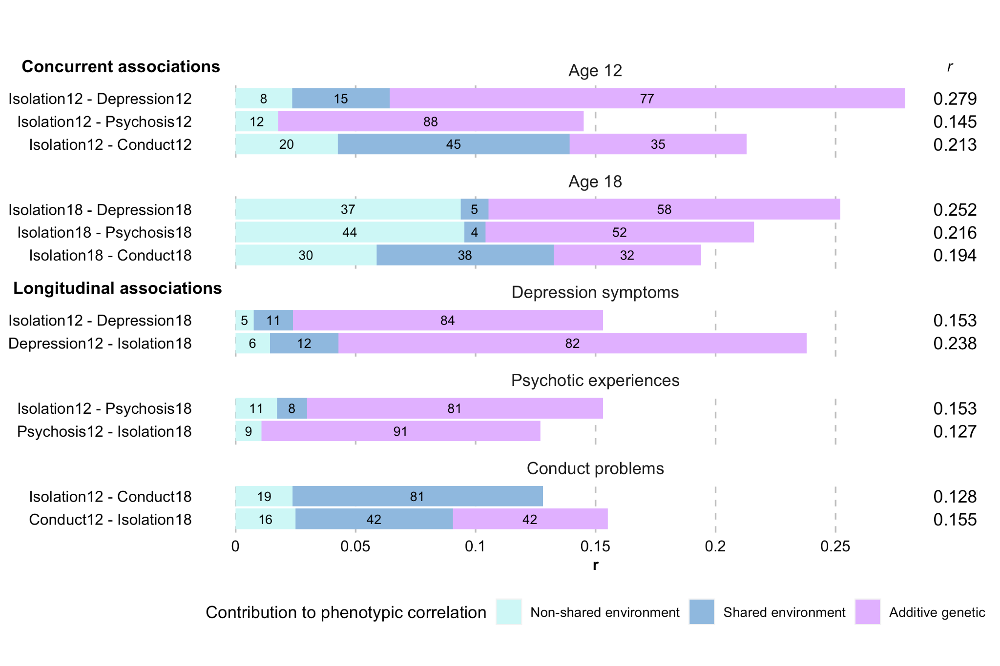 Concurrent associations
Age 12
r
Isolation12 - Depression12 8 15 77 0.279
Isolation12 - Psychosis12 12 88 0.145
Isolation12 - Conduct12 20 45 35 0.213
Age 18
Isolation18 - Depression18 37 5 58 0.252
Isolation18 - Psychosis18 44 4 52 0.216
Isolation18 - Conduct18 30 38 32 0.194
Longitudinal associations
Depression symptoms
Isolation12 - Depression18 5 11 84 0.153
Depression12 - Isolation18 6 12 82 0.238
Psychotic experiences
Isolation12 - Psychosis18 11 8 81 0.153
Psychosis12 - Isolation18 9 91 0.127
Conduct problems
Isolation12 - Conduct18 19 81 0.128
Conduct12 - Isolation18 16 42 42 0.155
0 0.05 0.1 0.15 0.2 0.25
r
Contribution to phenotypic correlation Non-shared environment Shared environment Additive genetic